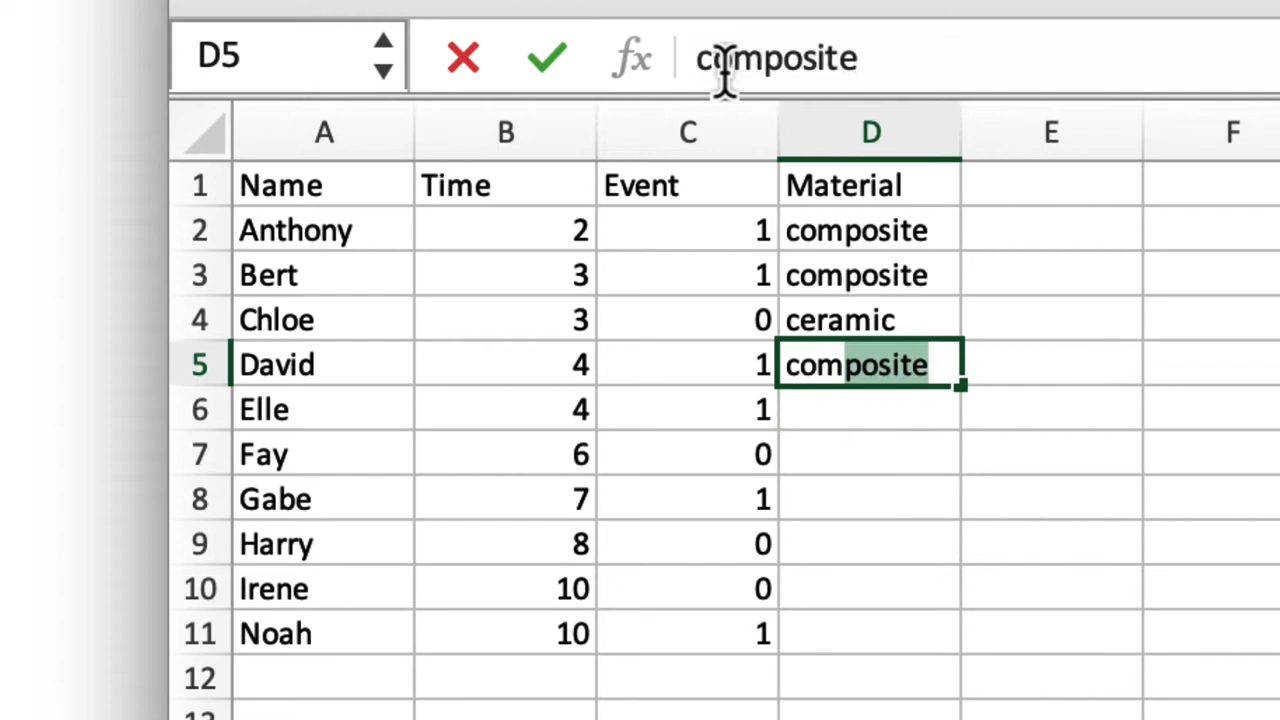 D5 fx composite
A B C D E F
1 Name Time Event Material
2 Anthony 2 1 composite
3 Bert 3 1 composite
4 Chloe 3 0 ceramic
5 David 4 1 composite
6 Elle 4 1
7 Fay 6 0
8 Gabe 7 1
9 Harry 8 0
10 Irene 10 0
11 Noah 10 1
12